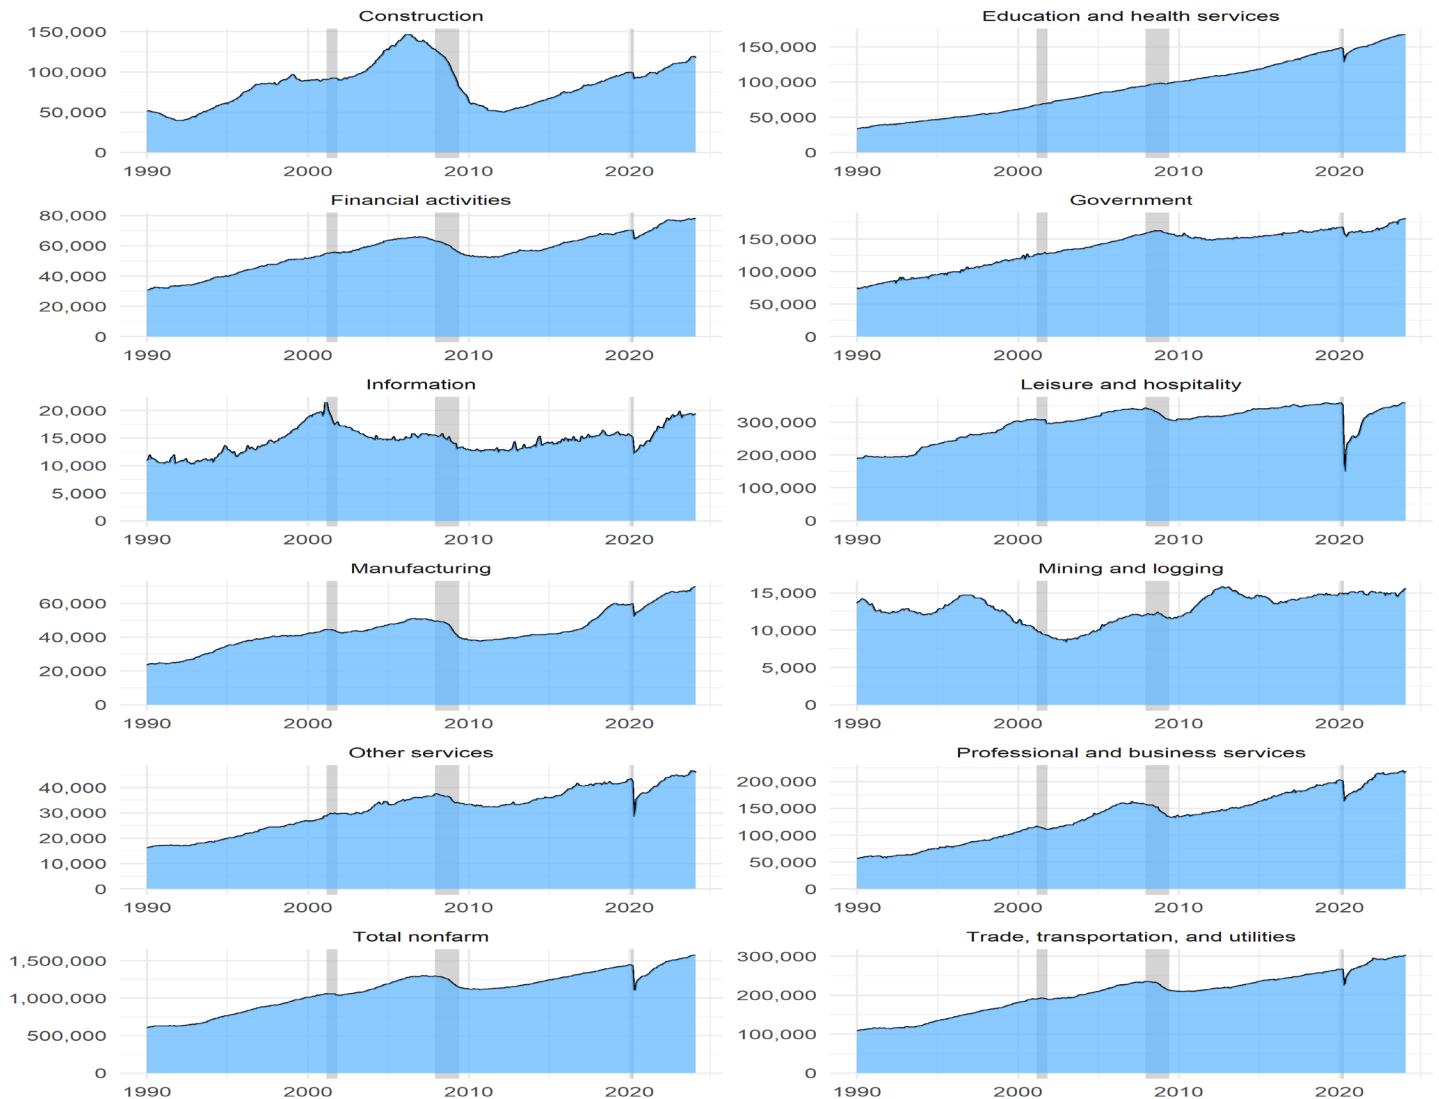 Construction
150,000
100,000
50,000
0
1990 2000 2010 2020
Education and health services
150,000
100,000
50,000
0
1990 2000 2010 2020
Financial activities
80,000
60,000
40,000
20,000
0
1990 2000 2010 2020
Government
150,000
100,000
50,000
0
1990 2000 2010 2020
Information
20,000
15,000
10,000
5,000
0
1990 2000 2010 2020
Leisure and hospitality
300,000
200,000
100,000
0
1990 2000 2010 2020
Manufacturing
60,000
40,000
20,000
0
1990 2000 2010 2020
Mining and logging
15,000
10,000
5,000
0
1990 2000 2010 2020
Other services
40,000
30,000
20,000
10,000
0
1990 2000 2010 2020
Professional and business services
200,000
150,000
100,000
50,000
0
1990 2000 2010 2020
Total nonfarm
1,500,000
1,000,000
500,000
0
1990 2000 2010 2020
Trade, transportation, and utilities
300,000
200,000
100,000
0
1990 2000 2010 2020